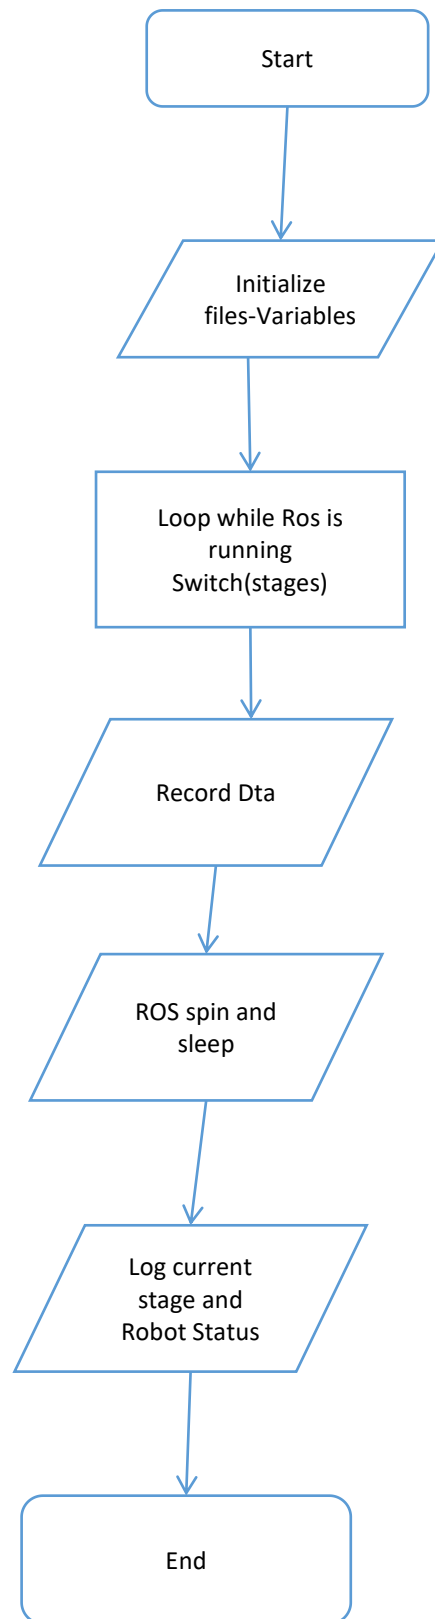 Start
Initialize
files-Variables
Loop while Ros is
running
Switch(stages)
Record Dta
ROS spin and
sleep
Log current
stage and
Robot Status
End